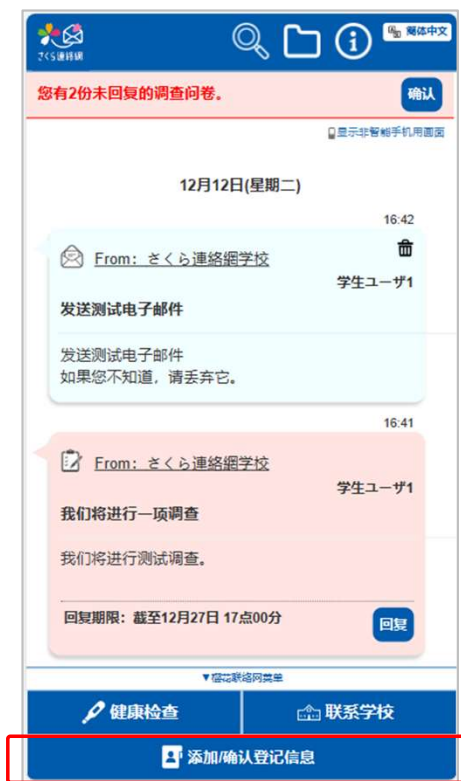 さくら連絡網
简体中文
您有2份未回复的调查问卷。
确认
显示非智能手机用画面
12月12日(星期二)
16:42
From: さくら連絡網学校
学生ユーザ1
发送测试电子邮件
发送测试电子邮件
如果您不知道，请丢弃它。
16:41
From: さくら連絡網学校
学生ユーザ1
我们将进行一项调查
我们将进行测试调查。
回复期限：截至12月27日 17点00分
回复
▼樱花联络网菜单
健康检查
联系学校
添加/确认登记信息